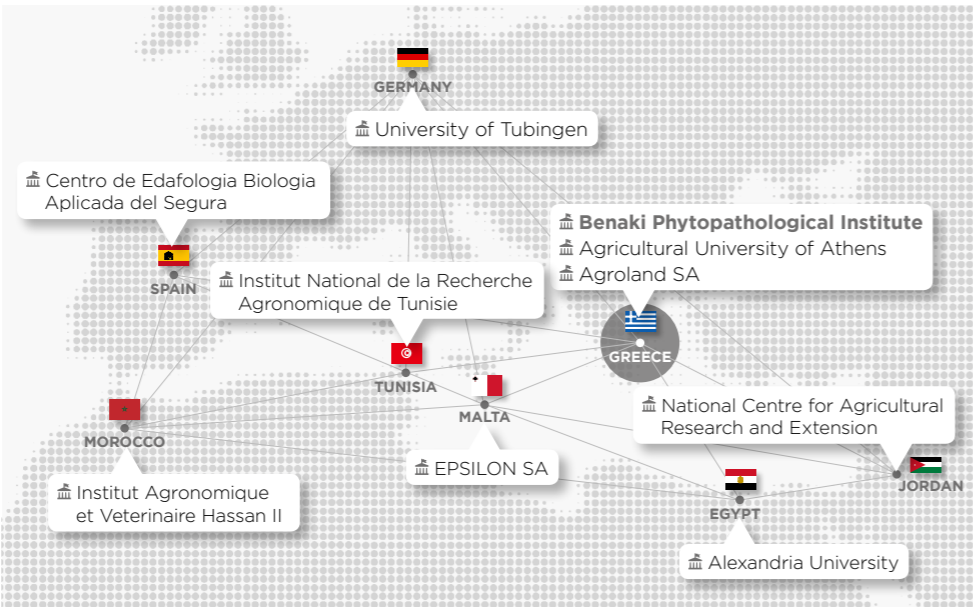 GERMANY
University of Tubingen
Centro de Edafologia Biologia
Aplicada del Segura
SPAIN
Benaki Phytopathological Institute
Agricultural University of Athens
Agroland SA
GREECE
Institut National de la Recherche
Agronomique de Tunisie
TUNISIA
MALTA
EPSILON SA
MOROCCO
Institut Agronomique
et Veterinaire Hassan II
National Centre for Agricultural
Research and Extension
JORDAN
EGYPT
Alexandria University